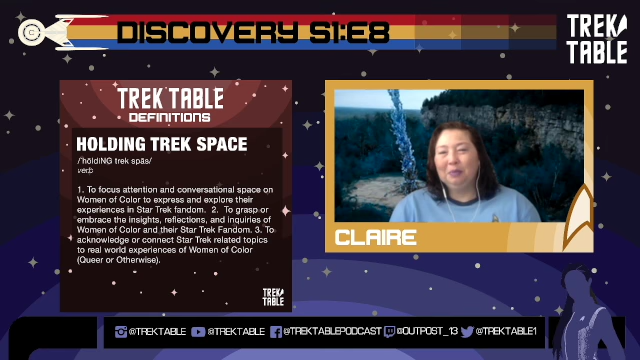 DISCOVERY S1:E8
TREK
TABLE
TREK TABLE
DEFINITIONS
HOLDING TREK SPACE
/ˈhōldiNG trek spās/
verb
1. To focus attention and conversational space on
Women of Color to express and explore their
experiences in Star Trek fandom. 2. To grasp or
embrace the insights, reflections, and inquiries of
Women of Color and their Star Trek Fandom. 3. To
acknowledge or connect Star Trek related topics
to real world experiences of Women of Color
(Queer or Otherwise).
TREK
TABLE
CLAIRE
@TREKTABLE @TREKTABLE @TREKTABLEPODCAST @OUTPOST_13 @TREKTABLE1